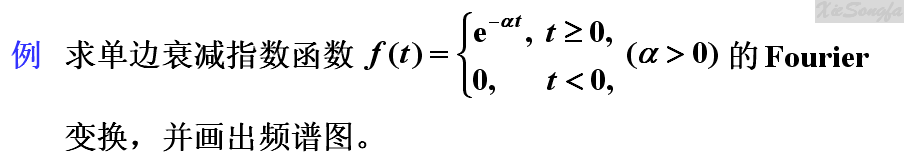 XieSongfa
例 求单边衰减指数函数 f(t) = { e^{-αt}, t ≥ 0, (α > 0) 的 Fourier
0, t < 0,
变换，并画出频谱图。